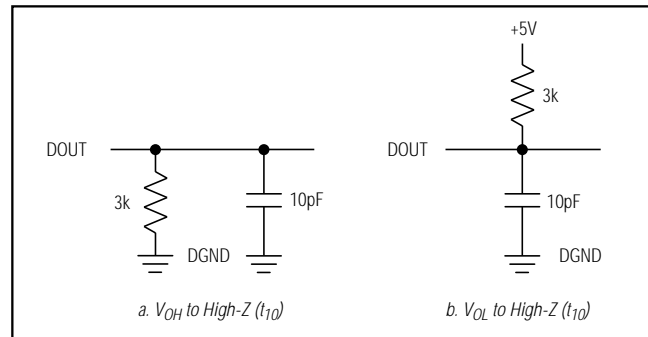 +5V
3k
DOUT
DOUT
3k
10pF
10pF
DGND
DGND
a. VOH to High-Z (t10)
b. VOL to High-Z (t10)